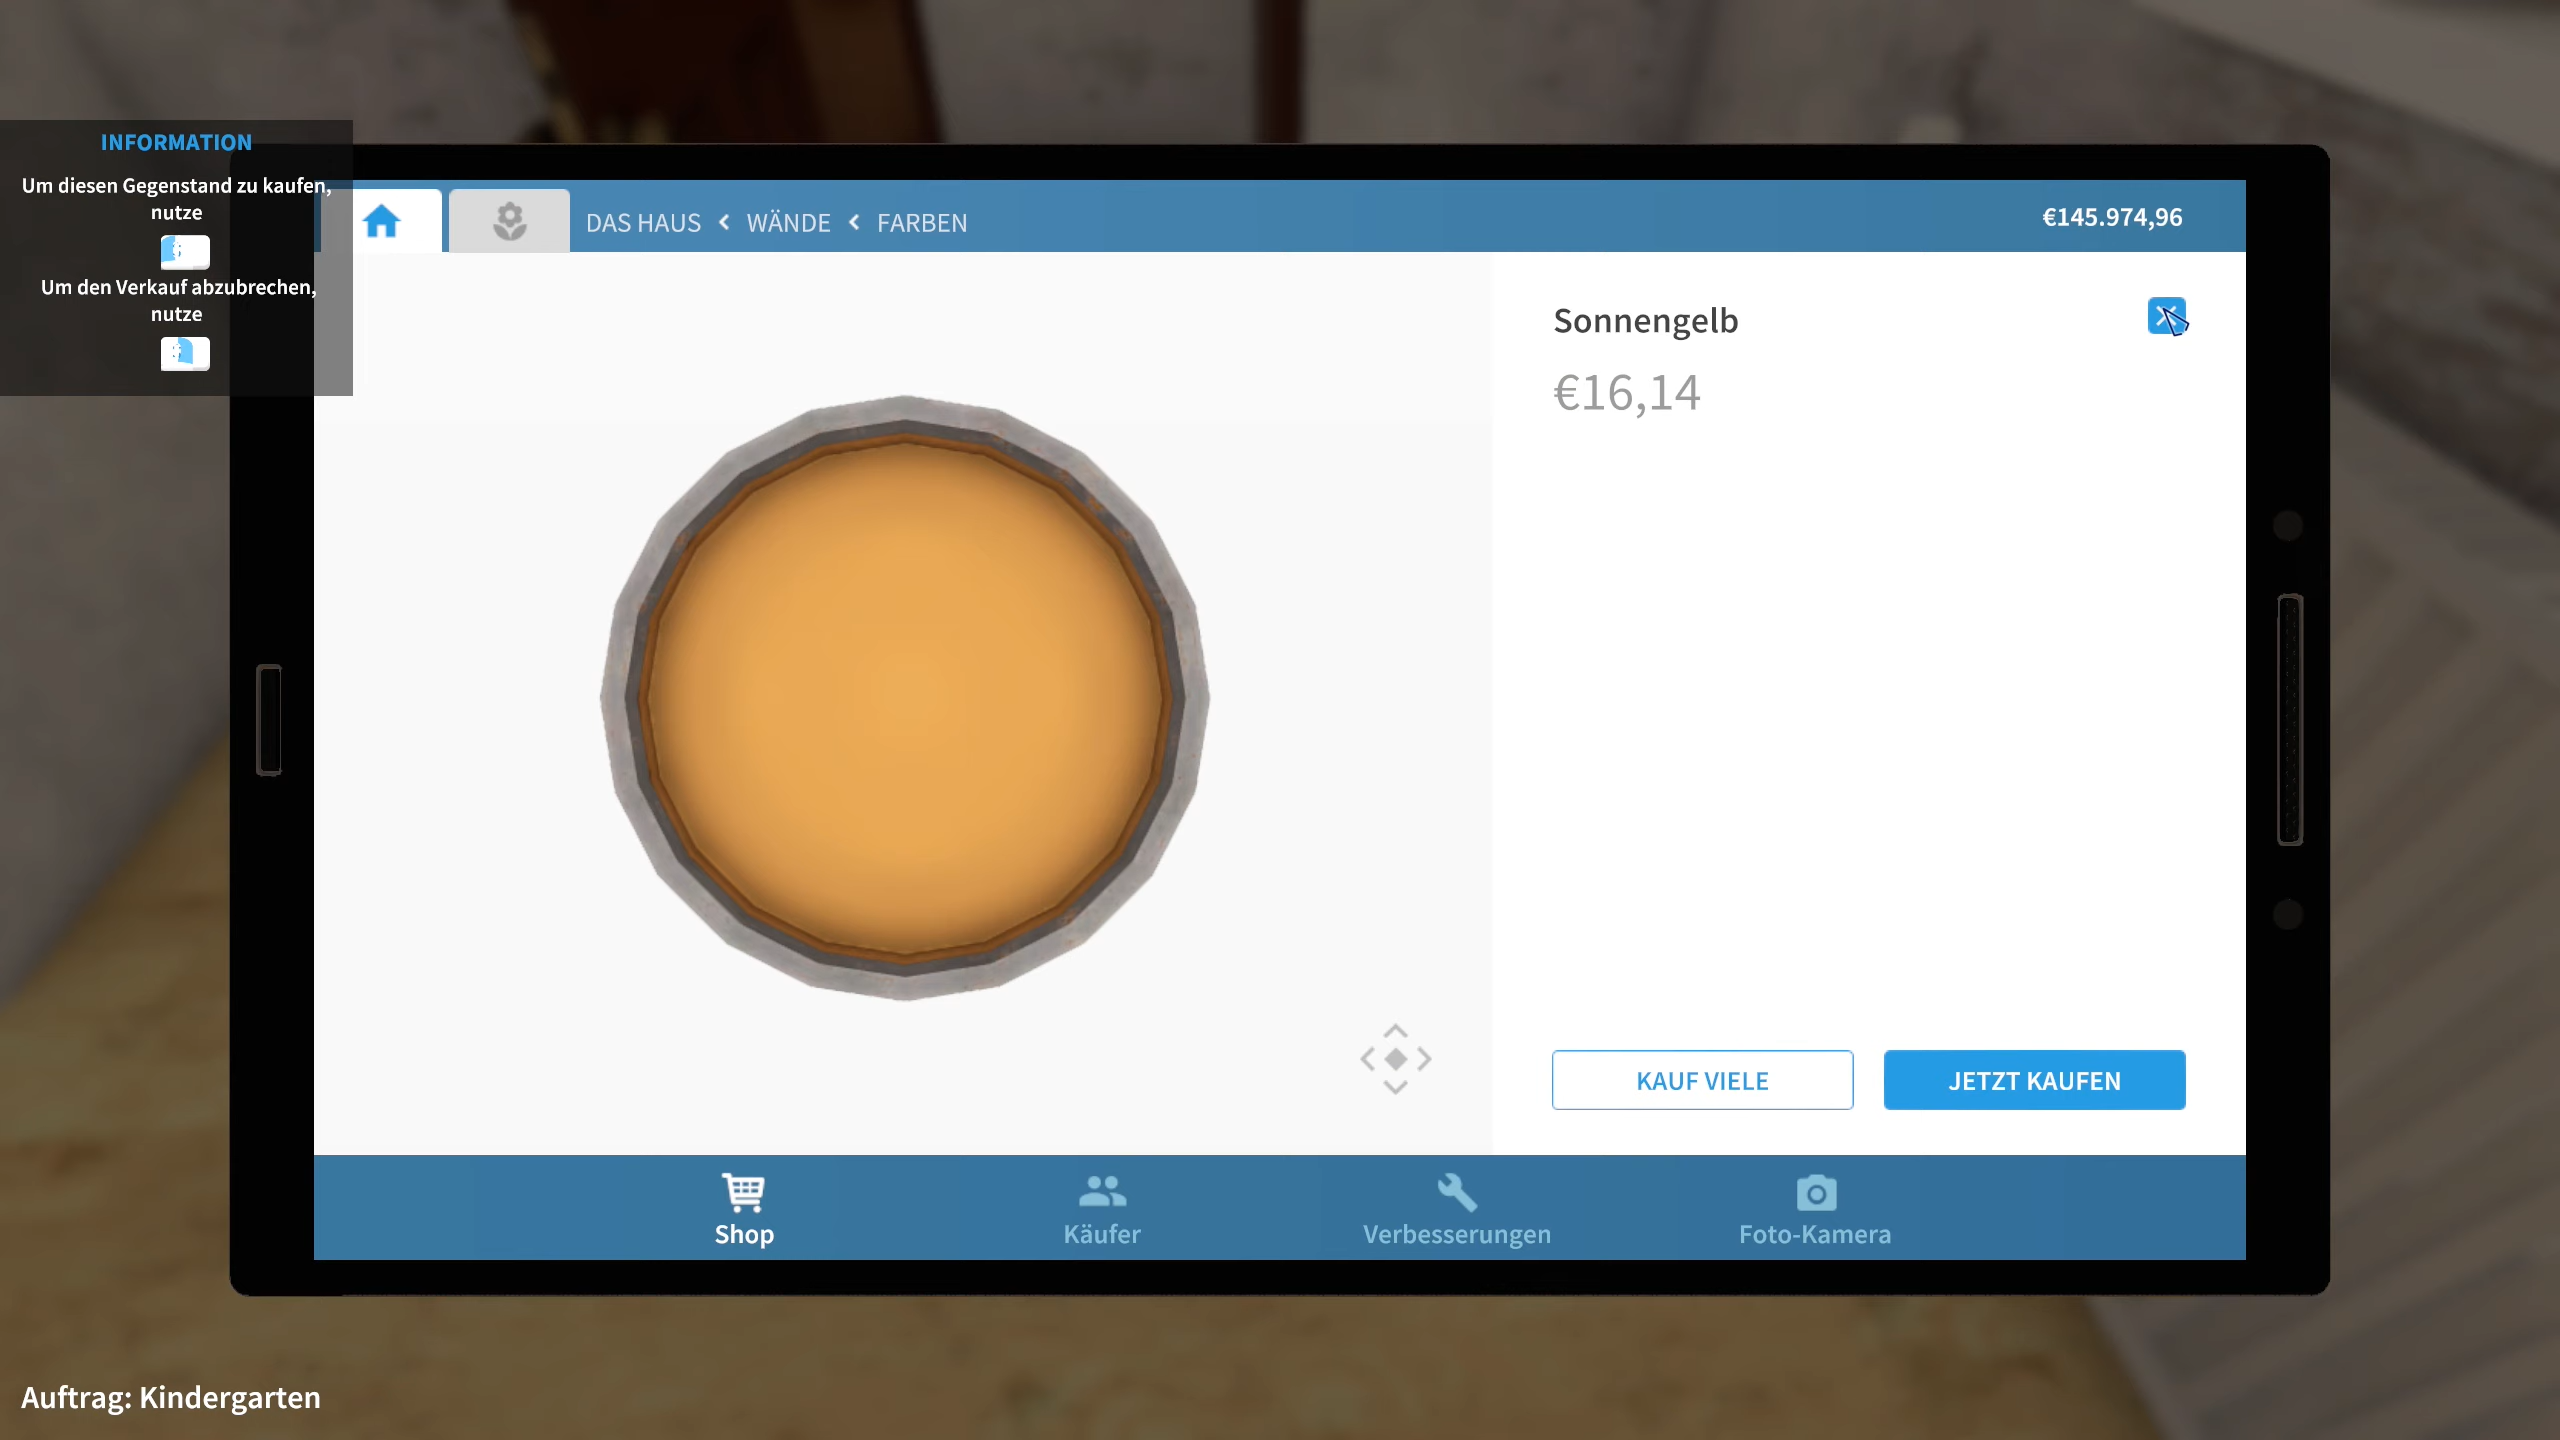 INFORMATION
Um diesen Gegenstand zu kaufen,
nutze
Um den Verkauf abzubrechen,
nutze
DAS HAUS < WÄNDE < FARBEN
€145.974,96
Sonnengelb
€16,14
KAUF VIELE
JETZT KAUFEN
Shop
Käufer
Verbesserungen
Foto-Kamera
Auftrag: Kindergarten